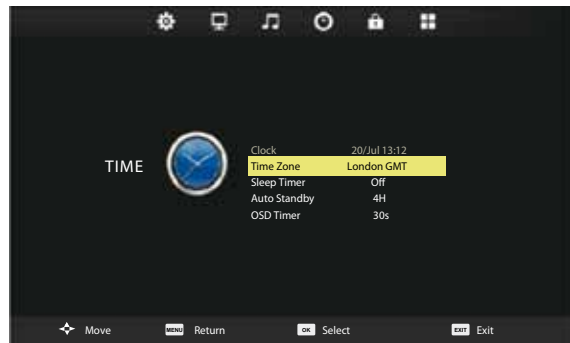 TIME
Clock 20/Jul 13:12
Time Zone London GMT
Sleep Timer Off
Auto Standby 4H
OSD Timer 30s
Move MENU Return OK Select EXIT Exit